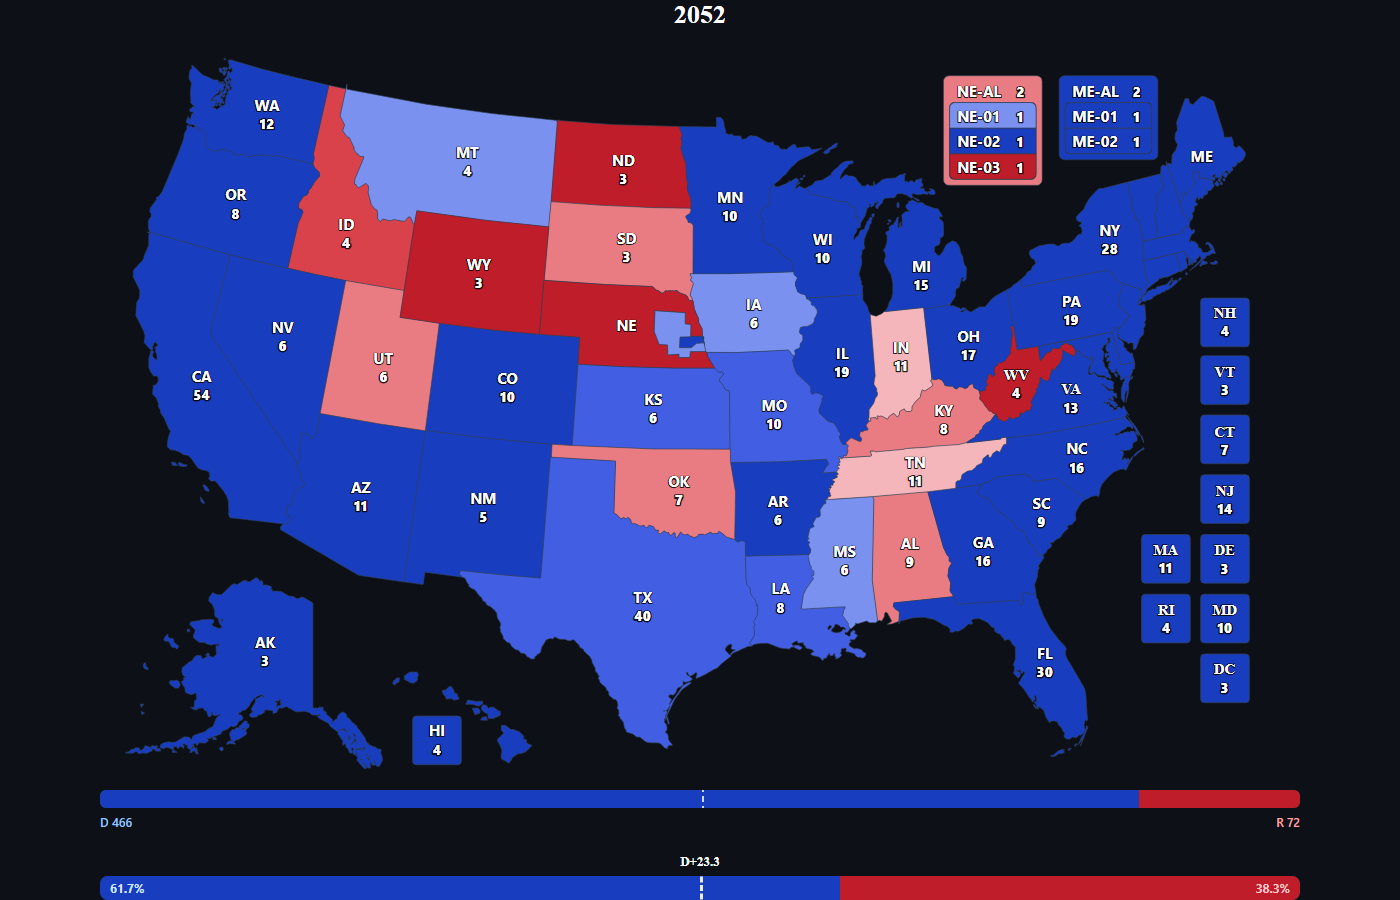 2052
NE-AL 2
NE-01 1
NE-02 1
NE-03 1
ME-AL 2
ME-01 1
ME-02 1
WA
12
OR
8
CA
54
NV
6
ID
4
MT
4
WY
3
UT
6
CO
10
AZ
11
NM
5
ND
3
SD
3
NE
KS
6
OK
7
TX
40
MN
10
IA
6
MO
10
AR
6
LA
8
WI
10
IL
19
MS
6
MI
15
IN
11
KY
8
TN
11
AL
9
OH
17
WV
4
GA
16
FL
30
SC
9
NC
16
VA
13
PA
19
NY
28
ME
NH
4
VT
3
CT
7
NJ
14
MA
11
DE
3
RI
4
MD
10
DC
3
AK
3
HI
4
D 466
R 72
D+23.3
61.7%
38.3%